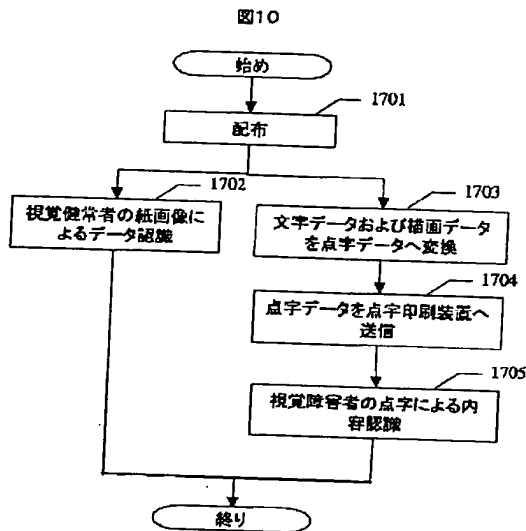 図10
始め
1701
配布
1702
視覚健常者の紙画像に
よるデータ認識
1703
文字データおよび描画データ
を点字データへ変換
1704
点字データを点字印刷装置へ
送信
1705
視覚障害者の点字による内
容認識
終り